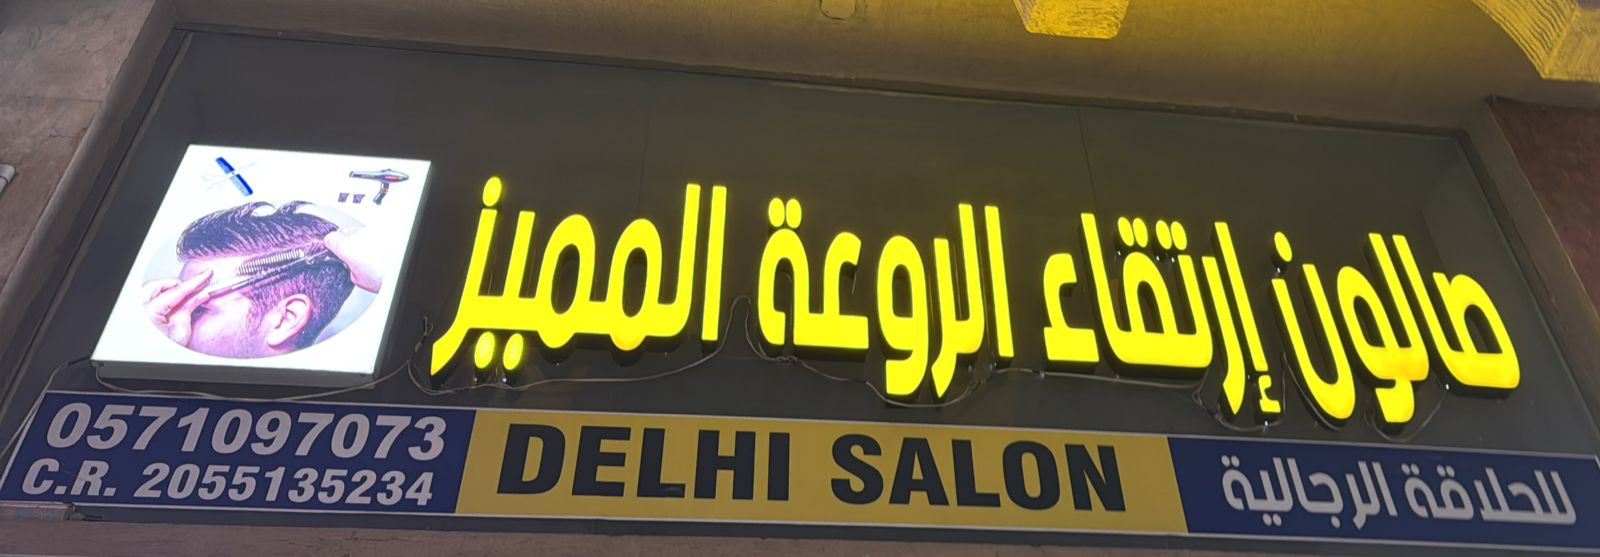 صالون إرتقاء الروعة المميز
0571097073
C.R. 2055135234
DELHI SALON
للحلاقة الرجالية